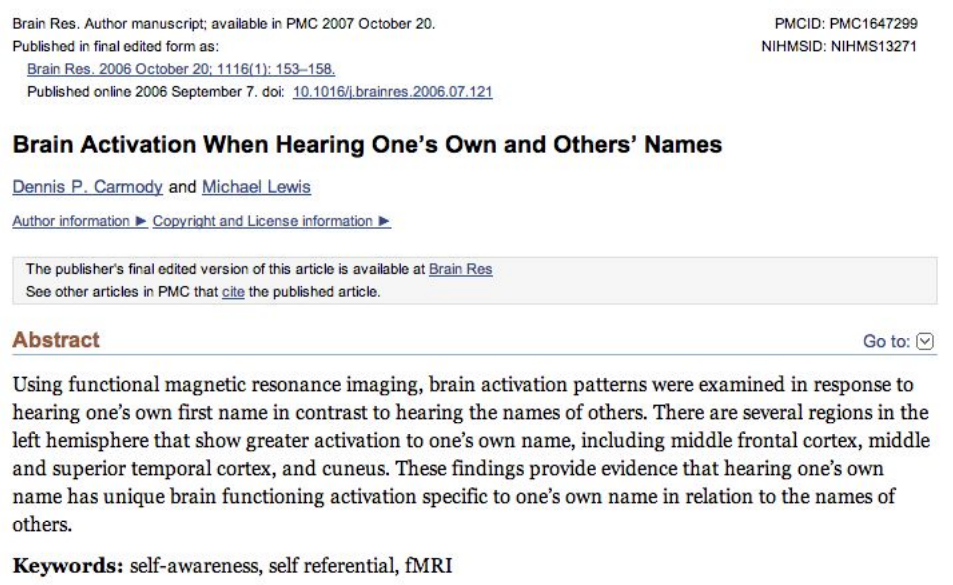 Brain Res. Author manuscript; available in PMC 2007 October 20.
PMCID: PMC1647299
Published in final edited form as:
NIHMSID: NIHMS13271
Brain Res. 2006 October 20; 1116(1): 153–158.
Published online 2006 September 7. doi: 10.1016/j.brainres.2006.07.121
Brain Activation When Hearing One's Own and Others' Names
Dennis P. Carmody and Michael Lewis
Author information ► Copyright and License information ►
The publisher's final edited version of this article is available at Brain Res
See other articles in PMC that cite the published article.
Abstract
Go to:
Using functional magnetic resonance imaging, brain activation patterns were examined in response to
hearing one's own first name in contrast to hearing the names of others. There are several regions in the
left hemisphere that show greater activation to one's own name, including middle frontal cortex, middle
and superior temporal cortex, and cuneus. These findings provide evidence that hearing one's own
name has unique brain functioning activation specific to one's own name in relation to the names of
others.
Keywords: self-awareness, self referential, fMRI